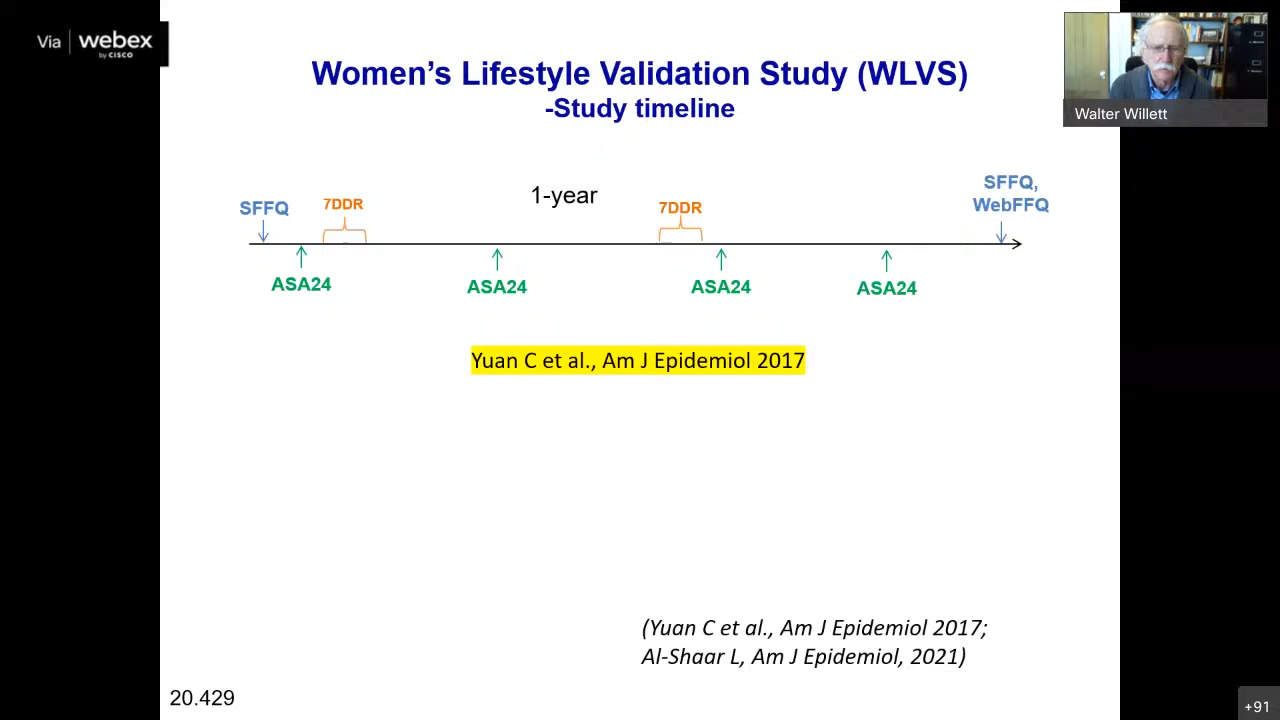 Via webex
by CISCO
Women's Lifestyle Validation Study (WLVS)
-Study timeline
Walter Willett
SFFQ
7DDR
1-year
7DDR
SFFQ,
WebFFQ
ASA24
ASA24
ASA24
ASA24
Yuan C et al., Am J Epidemiol 2017
(Yuan C et al., Am J Epidemiol 2017;
Al-Shaar L, Am J Epidemiol, 2021)
20.429
+91